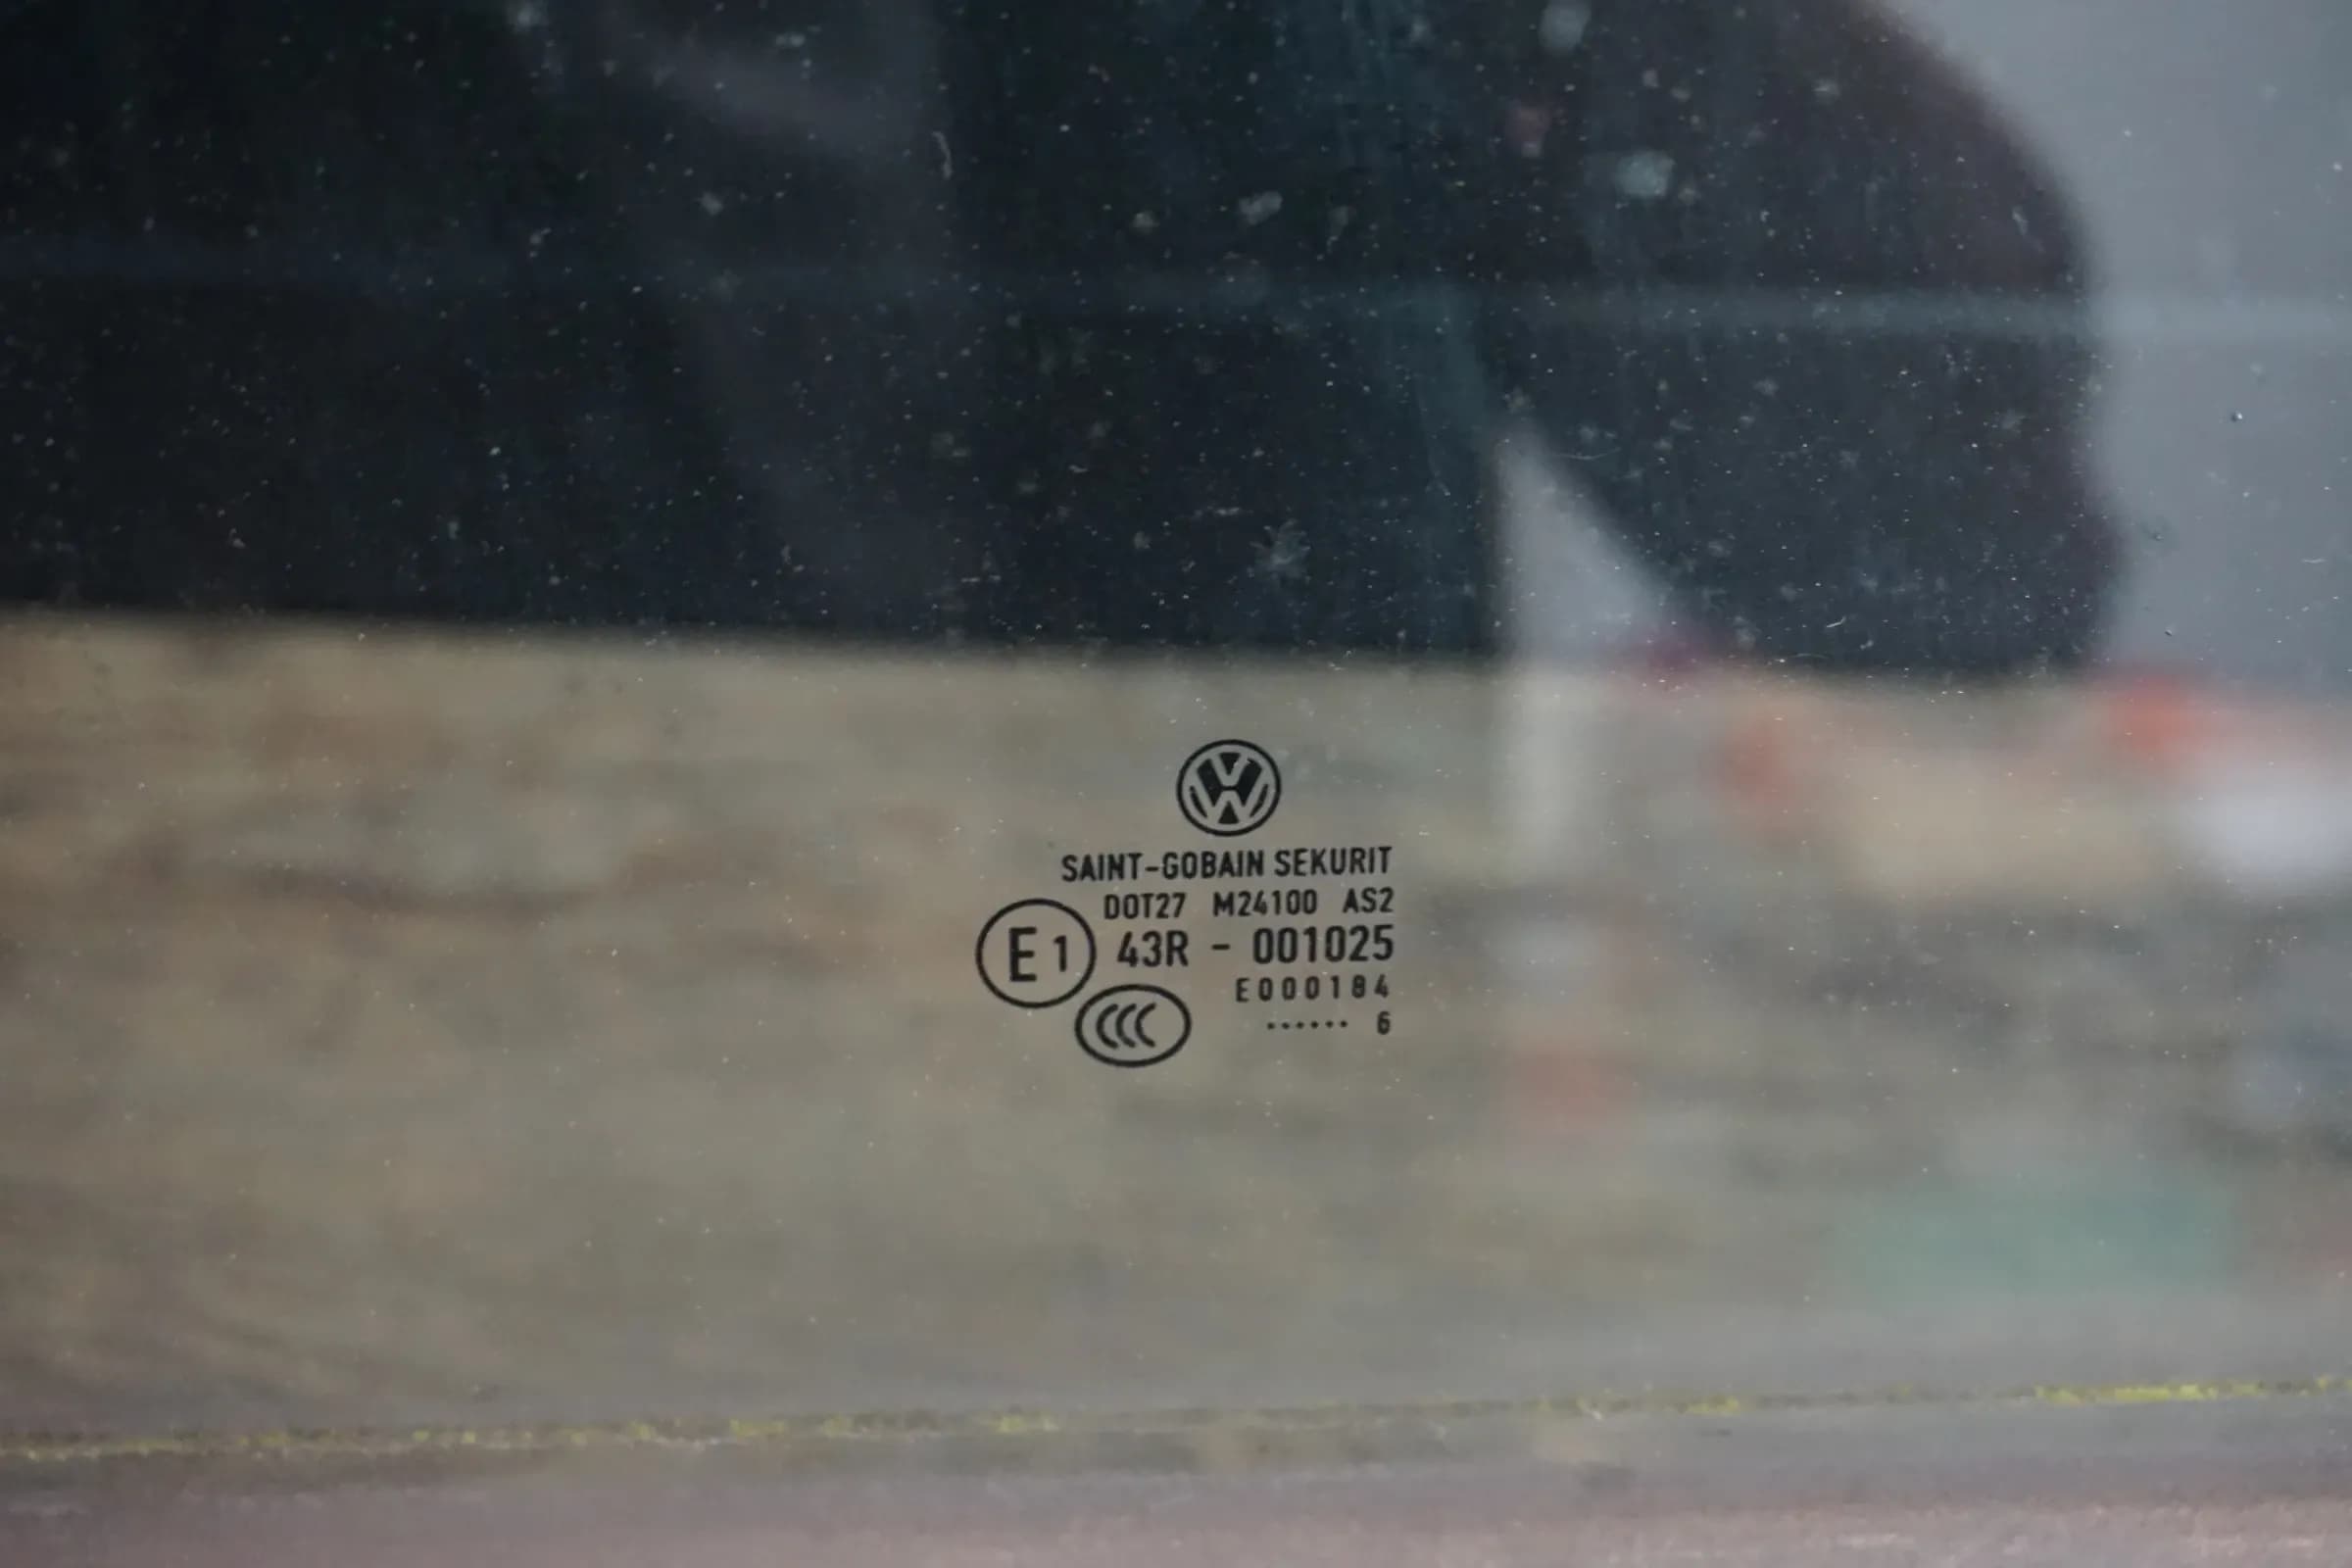 SAINT-GOBAIN SEKURIT
DOT27 M24100 AS2
E1 43R - 001025
E000184
CCC ...... 6